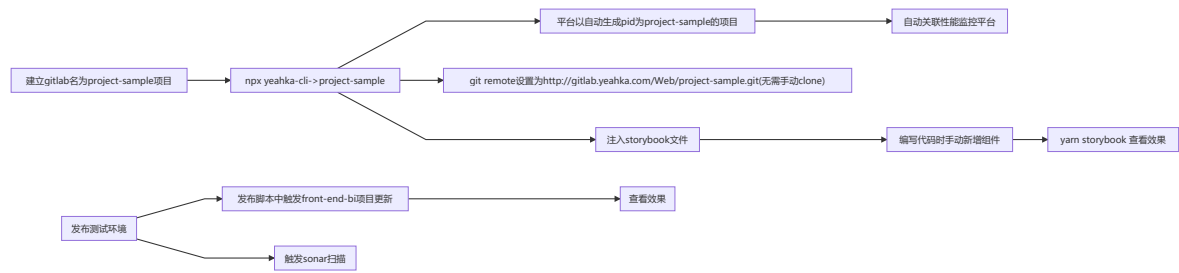 平台以自动生成pid为project-sample的项目
自动关联性能监控平台
建立gitlab名为project-sample项目
npx yeahka-cli->project-sample
git remote设置为http://gitlab.yeahka.com/Web/project-sample.git(无需手动clone)
注入storybook文件
编写代码时手动新增组件
yarn storybook 查看效果
发布脚本中触发front-end-bi项目更新
查看效果
发布测试环境
触发sonar扫描